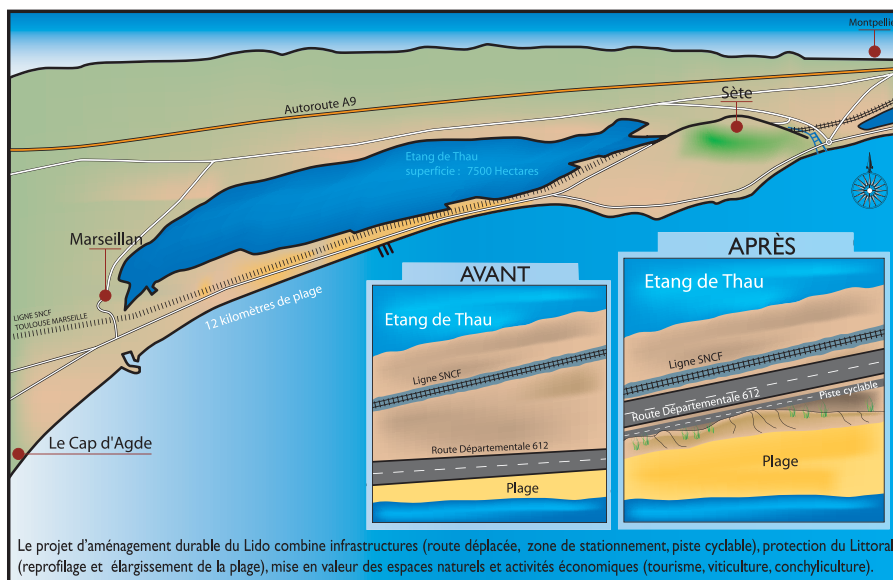 Montpellie
Autoroute A9
Sète
Etang de Thau
superficie : 7500 Hectares
Marseillan
LIGNE SNCF
TOULOUSE MARSEILLE
12 kilomètres de plage
Le Cap d'Agde
AVANT
Etang de Thau
Ligne SNCF
Route Départementale 612
Plage
APRÈS
Etang de Thau
Ligne SNCF
Route Départementale 612
Piste cyclable
Plage
Le projet d'aménagement durable du Lido combine infrastructures (route déplacée, zone de stationnement, piste cyclable), protection du Littoral
(reprofilage et élargissement de la plage), mise en valeur des espaces naturels et activités économiques (tourisme, viticulture, conchyliculture).